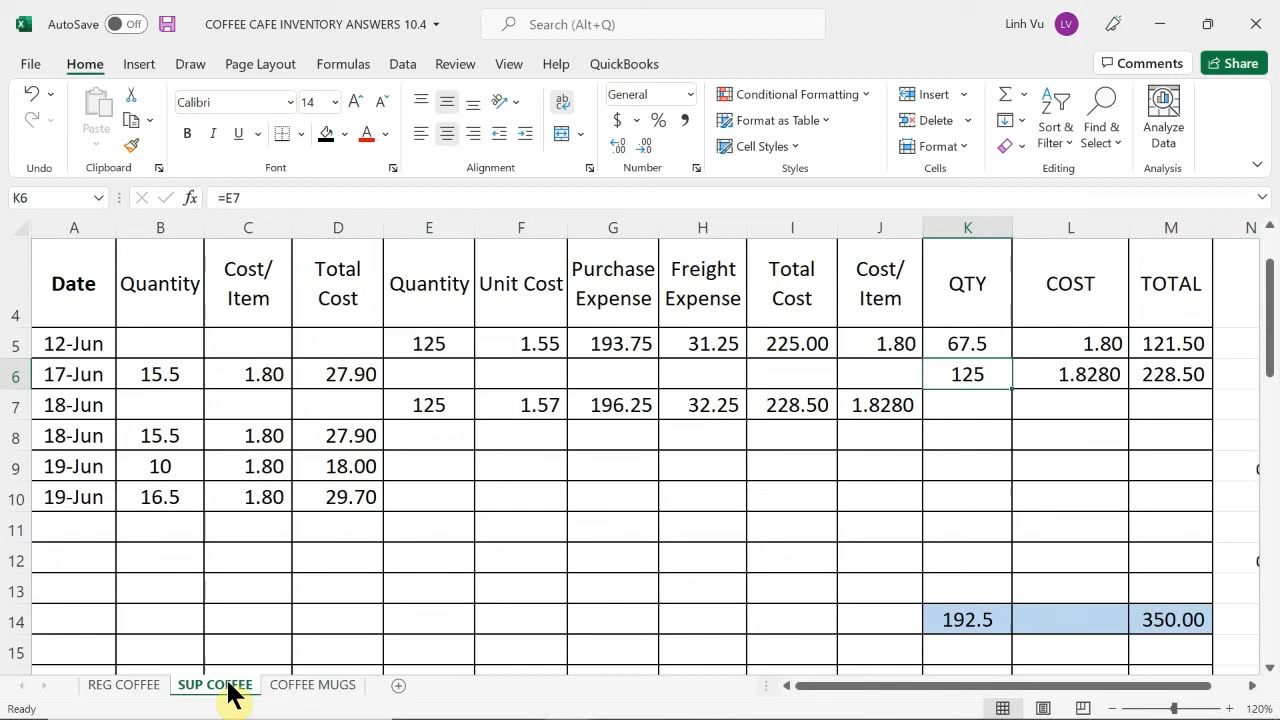 AutoSave Off COFFEE CAFE INVENTORY ANSWERS 10.4 Search (Alt+Q) Linh Vu LV
File Home Insert Draw Page Layout Formulas Data Review View Help QuickBooks Comments Share
Calibri 14 General Conditional Formatting Insert
Paste Format as Table Delete Sort & Filter Find & Select Analyze Data
B I U $ % Cell Styles Format
Undo Clipboard Font Alignment Number Styles Cells Editing Analysis
K6 fx =E7
A B C D E F G H I J K L M N
4 Date Quantity Cost/ Item Total Cost Quantity Unit Cost Purchase Expense Freight Expense Total Cost Cost/ Item QTY COST TOTAL
5 12-Jun 125 1.55 193.75 31.25 225.00 1.80 67.5 1.80 121.50
6 17-Jun 15.5 1.80 27.90 125 1.8280 228.50
7 18-Jun 125 1.57 196.25 32.25 228.50 1.8280
8 18-Jun 15.5 1.80 27.90
9 19-Jun 10 1.80 18.00
10 19-Jun 16.5 1.80 29.70
11
12
13
14 192.5 350.00
15
REG COFFEE SUP COFFEE COFFEE MUGS
Ready 120%